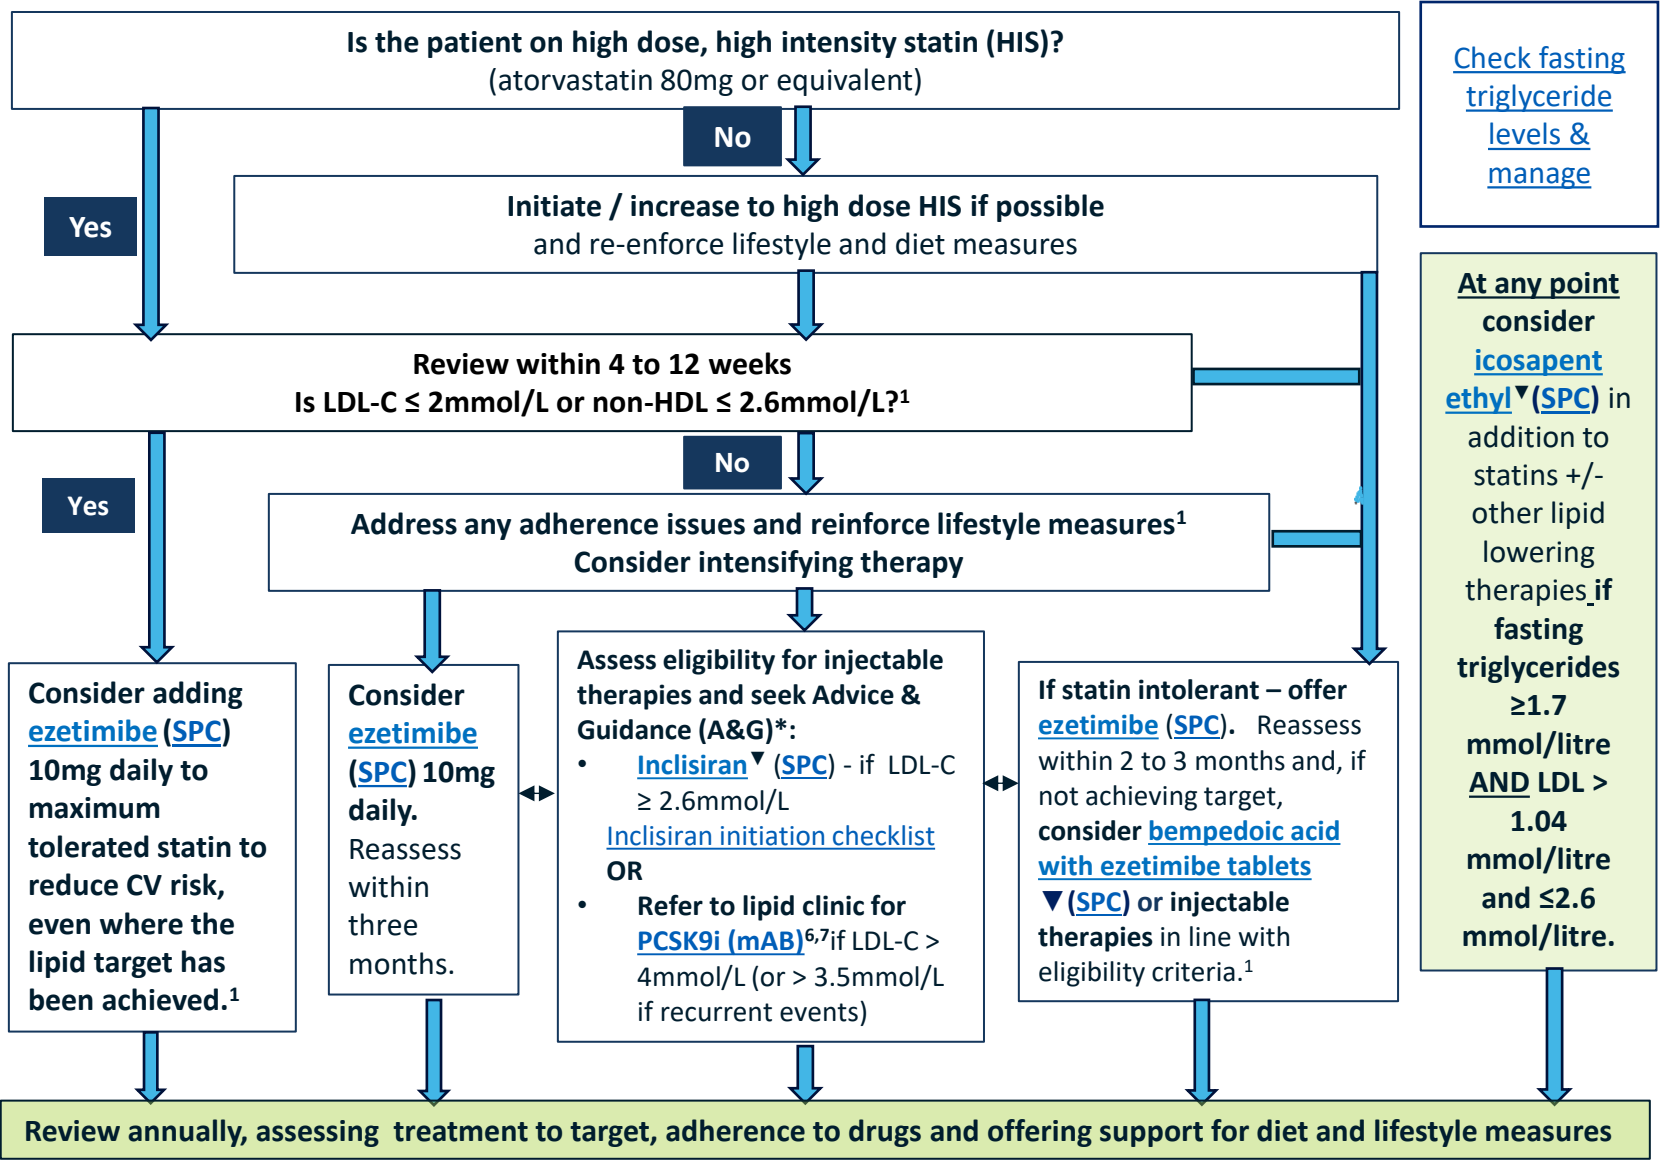 Is the patient on high dose, high intensity statin (HIS)?
(atorvastatin 80mg or equivalent)
No
Yes
Initiate / increase to high dose HIS if possible
and re-enforce lifestyle and diet measures
Review within 4 to 12 weeks
Is LDL-C ≤ 2mmol/L or non-HDL ≤ 2.6mmol/L?¹
No
Yes
Address any adherence issues and reinforce lifestyle measures¹
Consider intensifying therapy
Consider adding
ezetimibe (SPC)
10mg daily to
maximum
tolerated statin to
reduce CV risk,
even where the
lipid target has
been achieved.¹
Consider
ezetimibe
(SPC) 10mg
daily.
Reassess
within
three
months.
Assess eligibility for injectable
therapies and seek Advice &
Guidance (A&G)*:
• Inclisiran▼ (SPC) - if LDL-C
≥ 2.6mmol/L
Inclisiran initiation checklist
OR
• Refer to lipid clinic for
PCSK9i (mAB)⁶,⁷if LDL-C >
4mmol/L (or > 3.5mmol/L
if recurrent events)
If statin intolerant – offer
ezetimibe (SPC). Reassess
within 2 to 3 months and, if
not achieving target,
consider bempedoic acid
with ezetimibe tablets
▼(SPC) or injectable
therapies in line with
eligibility criteria.¹
Check fasting
triglyceride
levels &
manage
At any point
consider
icosapent
ethyl▼(SPC) in
addition to
statins +/-
other lipid
lowering
therapies if
fasting
triglycerides
≥1.7
mmol/litre
AND LDL >
1.04
mmol/litre
and ≤2.6
mmol/litre.
Review annually, assessing treatment to target, adherence to drugs and offering support for diet and lifestyle measures